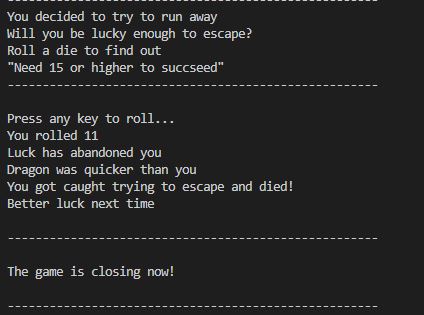 -----------------------------------------------------
You decided to try to run away
Will you be lucky enough to escape?
Roll a die to find out
"Need 15 or higher to succseed"
-----------------------------------------------------
Press any key to roll...
You rolled 11
Luck has abandoned you
Dragon was quicker than you
You got caught trying to escape and died!
Better luck next time
-----------------------------------------------------
The game is closing now!
-----------------------------------------------------